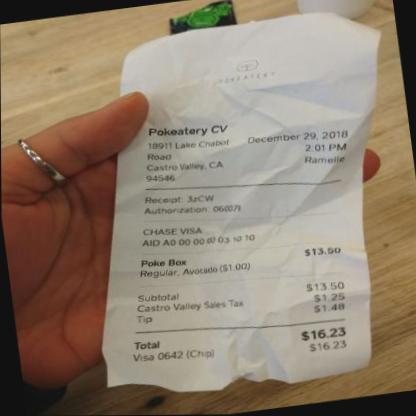 POKEATERY
Pokeatery CV
18911 Lake Chabot Road
Castro Valley, CA
94546
December 29, 2018
2:01 PM
Ramelle
Receipt: 3zCW
Authorization:
CHASE VISA
AID A0 00 00 00 03 10 10
Poke Box $13.50
Regular, Avocado ($1.00)
Subtotal $13.50
Castro Valley Sales Tax $1.25
Tip $1.48
Total $16.23
Visa 0642 (Chip) $16.23